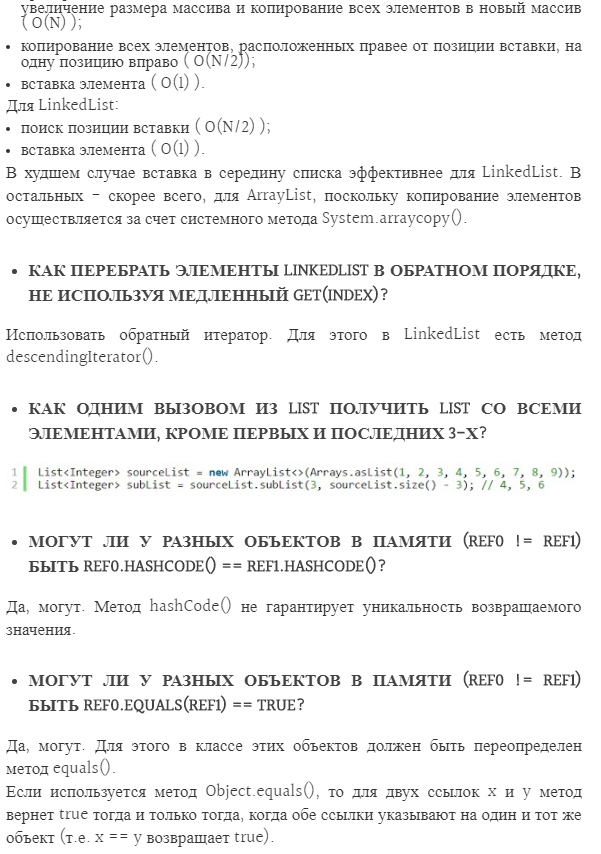 увеличение размера массива и копирование всех элементов в новый массив
( O(N) );
• копирование всех элементов, расположенных правее от позиции вставки, на
одну позицию вправо ( O(N/2));
• вставка элемента ( O(1) ).
Для LinkedList:
• поиск позиции вставки ( O(N/2) );
• вставка элемента ( O(1) ).
В худшем случае вставка в середину списка эффективнее для LinkedList. В
остальных – скорее всего, для ArrayList, поскольку копирование элементов
осуществляется за счет системного метода System.arraycopy().
• КАК ПЕРЕБРАТЬ ЭЛЕМЕНТЫ LINKEDLIST В ОБРАТНОМ ПОРЯДКЕ,
НЕ ИСПОЛЬЗУЯ МЕДЛЕННЫЙ GET(INDEX)?
Использовать обратный итератор. Для этого в LinkedList есть метод
descendingIterator().
• КАК ОДНИМ ВЫЗОВОМ ИЗ LIST ПОЛУЧИТЬ LIST СО ВСЕМИ
ЭЛЕМЕНТАМИ, КРОМЕ ПЕРВЫХ И ПОСЛЕДНИХ 3-Х?
1 List<Integer> sourceList = new ArrayList<>(Arrays.asList(1, 2, 3, 4, 5, 6, 7, 8, 9));
2 List<Integer> subList = sourceList.subList(3, sourceList.size() - 3); // 4, 5, 6
• МОГУТ ЛИ У РАЗНЫХ ОБЪЕКТОВ В ПАМЯТИ (REF0 != REF1)
БЫТЬ REF0.HASHCODE() == REF1.HASHCODE()?
Да, могут. Метод hashCode() не гарантирует уникальность возвращаемого
значения.
• МОГУТ ЛИ У РАЗНЫХ ОБЪЕКТОВ В ПАМЯТИ (REF0 != REF1)
БЫТЬ REF0.EQUALS(REF1) == TRUE?
Да, могут. Для этого в классе этих объектов должен быть переопределен
метод equals().
Если используется метод Object.equals(), то для двух ссылок x и y метод
вернет true тогда и только тогда, когда обе ссылки указывают на один и тот же
объект (т.е. x == y возвращает true).